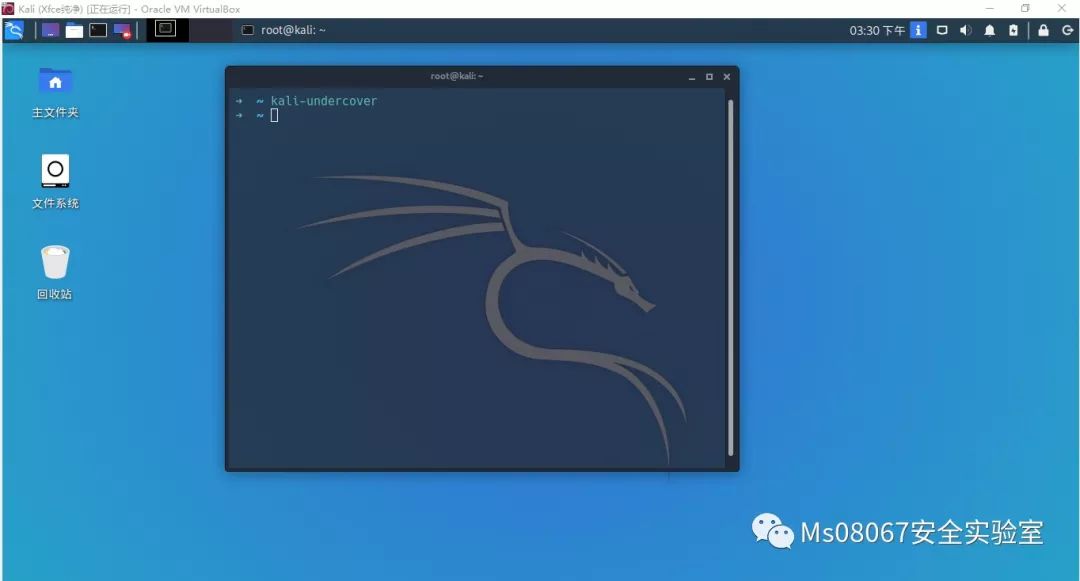 Kali (Xfce纯净) [正在运行] - Oracle VM VirtualBox
root@kali: ~
03:30 下午
主文件夹
文件系统
回收站
root@kali: ~
➜ ~ kali-undercover
➜ ~
Ms08067安全实验室